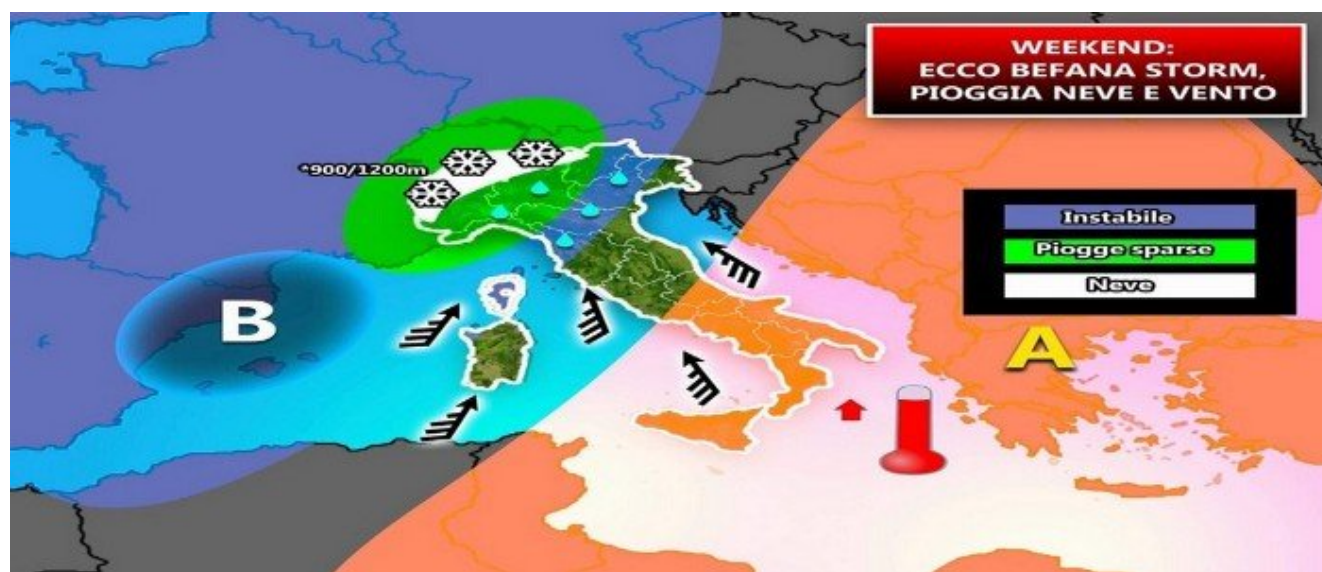 WEEKEND:
ECCO BEFANA STORM,
PIOGGIA NEVE E VENTO
*900/1200m
Instabile
Piogge sparse
Neve
B
A